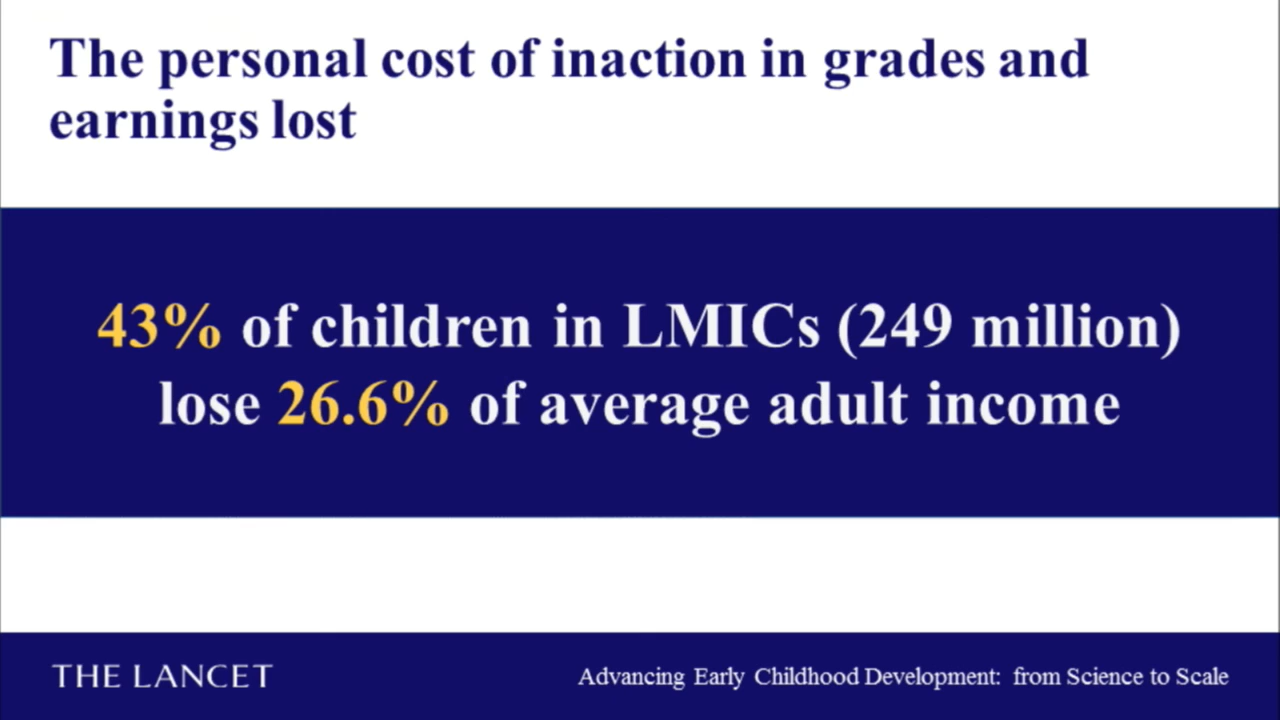 The personal cost of inaction in grades and
earnings lost
43% of children in LMICs (249 million)
lose 26.6% of average adult income
THE LANCET
Advancing Early Childhood Development: from Science to Scale